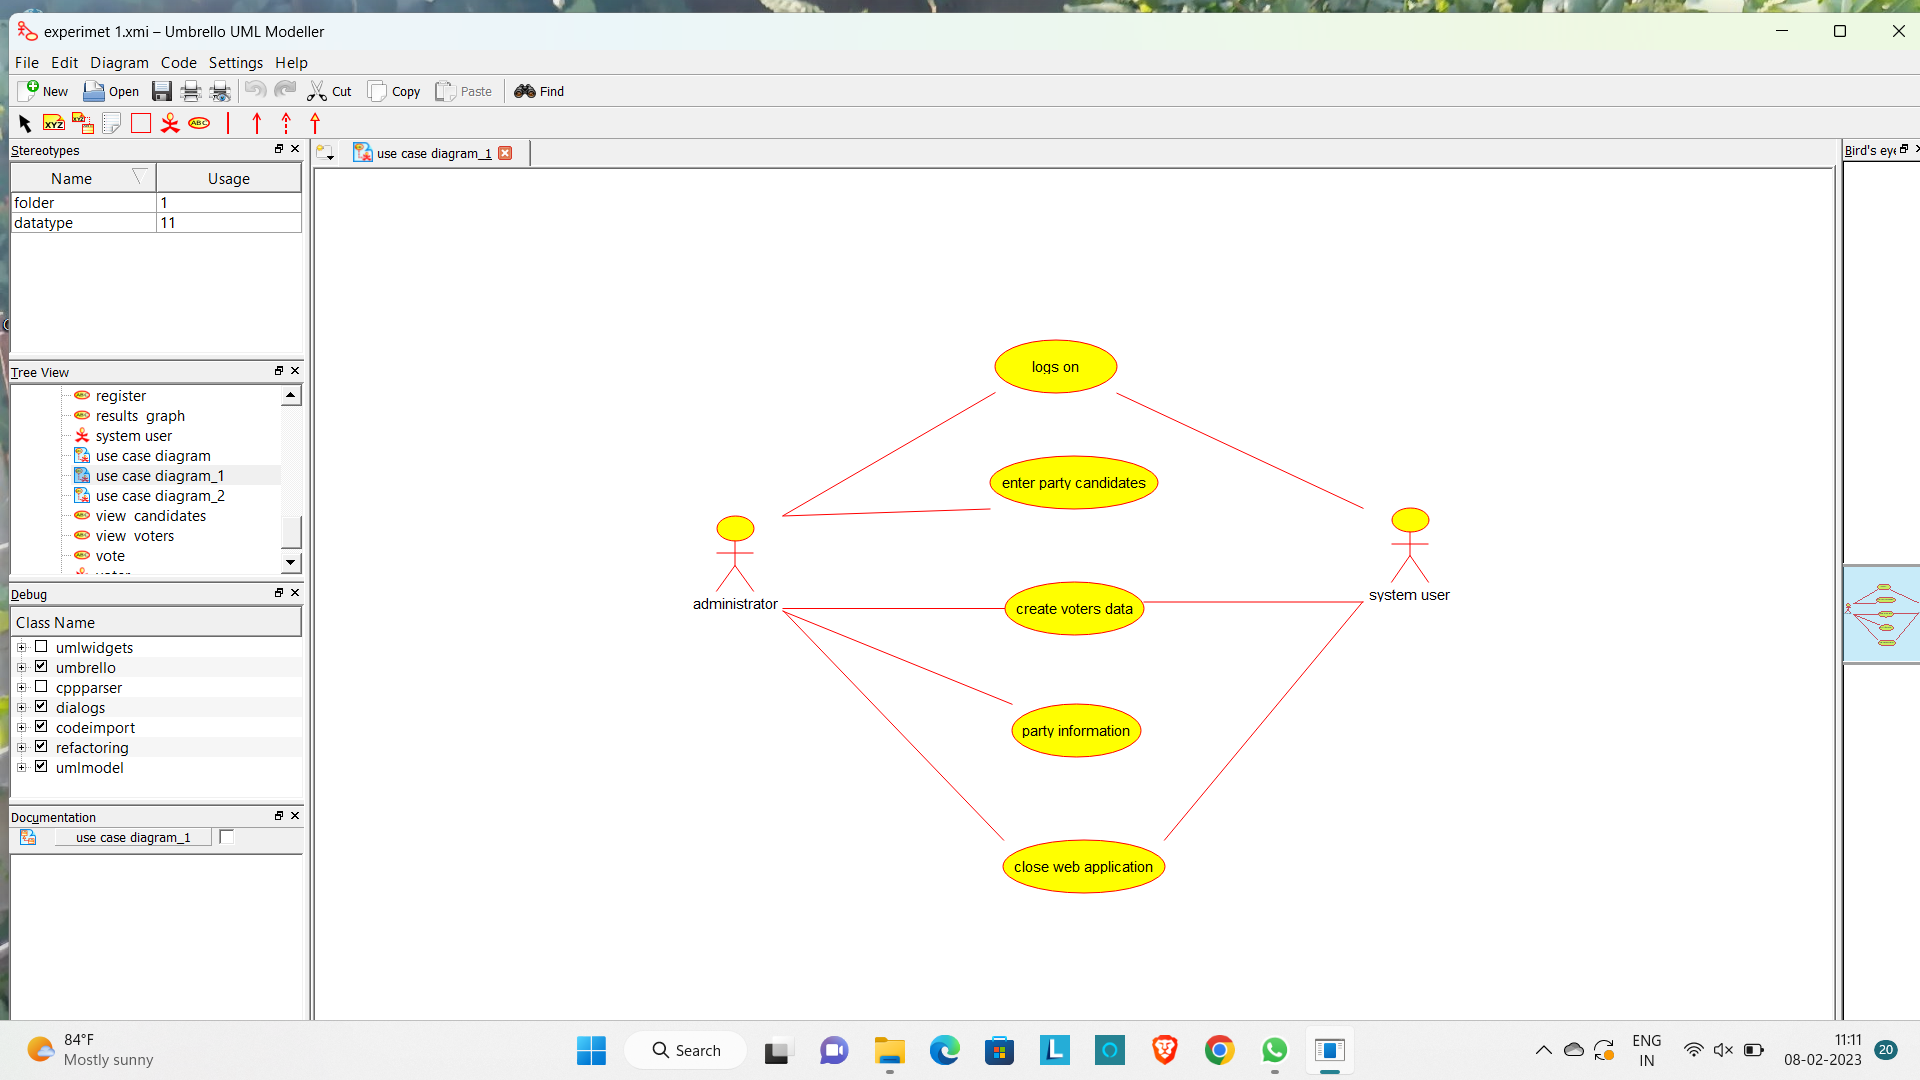 experimet 1.xmi – Umbrello UML Modeller
File Edit Diagram Code Settings Help
New Open Cut Copy Paste Find
XYZ ABC
Stereotypes
Name Usage
folder 1
datatype 11
Tree View
register
results graph
system user
use case diagram
use case diagram_1
use case diagram_2
view candidates
view voters
vote
Debug
Class Name
umlwidgets
umbrello
cppparser
dialogs
codeimport
refactoring
umlmodel
Documentation
use case diagram_1
use case diagram_1
Bird's eye
logs on
enter party candidates
administrator
system user
create voters data
party information
close web application
84°F
Mostly sunny
Search
ENG
IN
11:11
08-02-2023
20